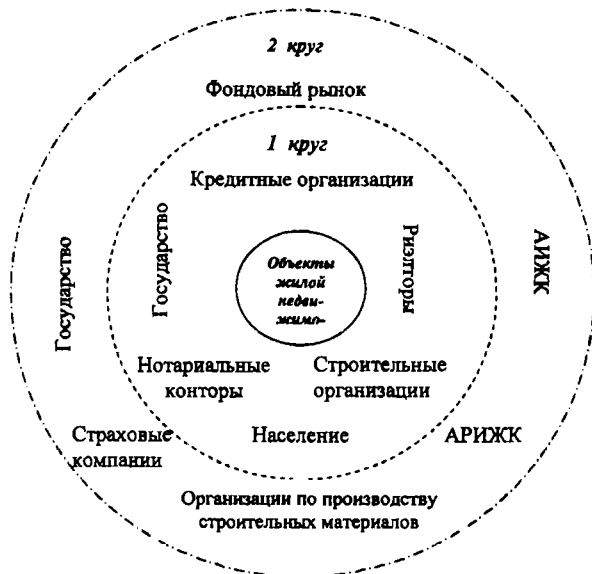 2 круг
Фондовый рынок
1 круг
Кредитные организации
Государство
Государство
Объекты
жилой
недви-
жимо-
Риэлторы
АИЖК
Нотариальные
конторы
Строительные
организации
Страховые
компании
Население
АРИЖК
Организации по производству
строительных материалов